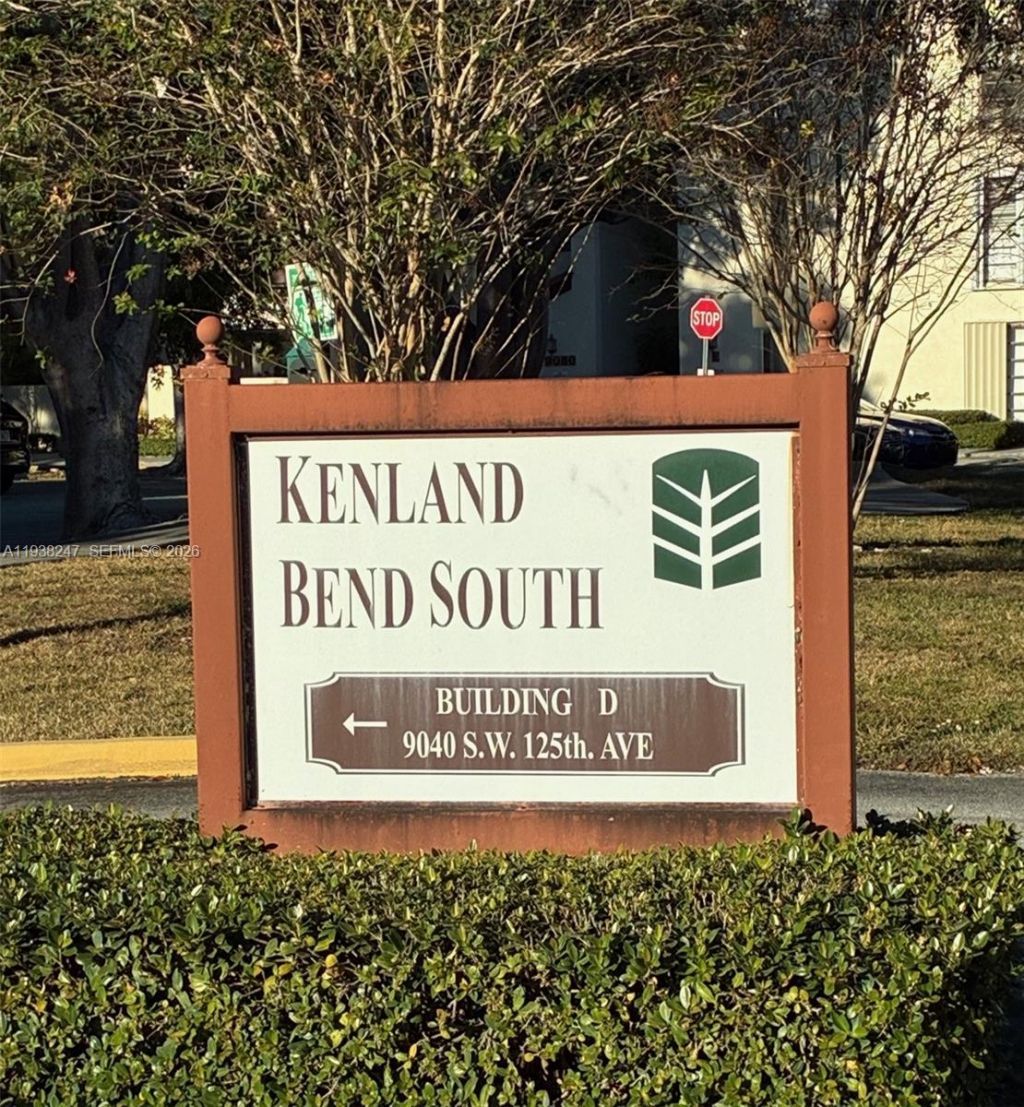 STOP
KENLAND
BEND SOUTH
BUILDING D
9040 S.W. 125th. AVE
A11938247 SEFMLS© 2026